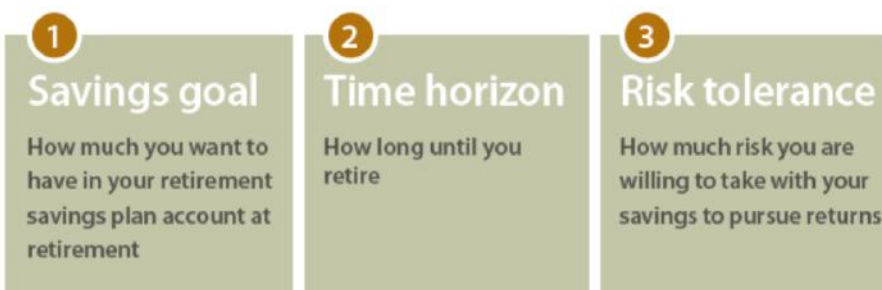 1
Savings goal
How much you want to
have in your retirement
savings plan account at
retirement
2
Time horizon
How long until you
retire
3
Risk tolerance
How much risk you are
willing to take with your
savings to pursue returns